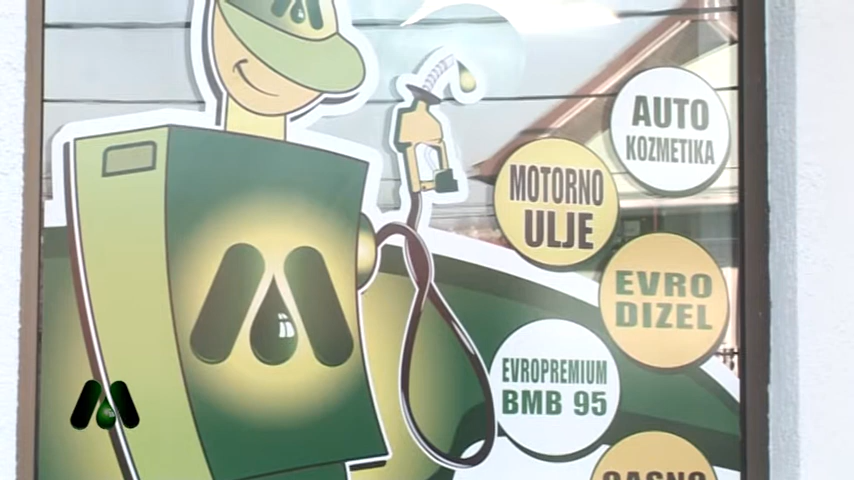 AUTO
KOZMETIKA
MOTORNO
ULJE
EVRO
DIZEL
EVROPREMIUM
BMB 95
M
M